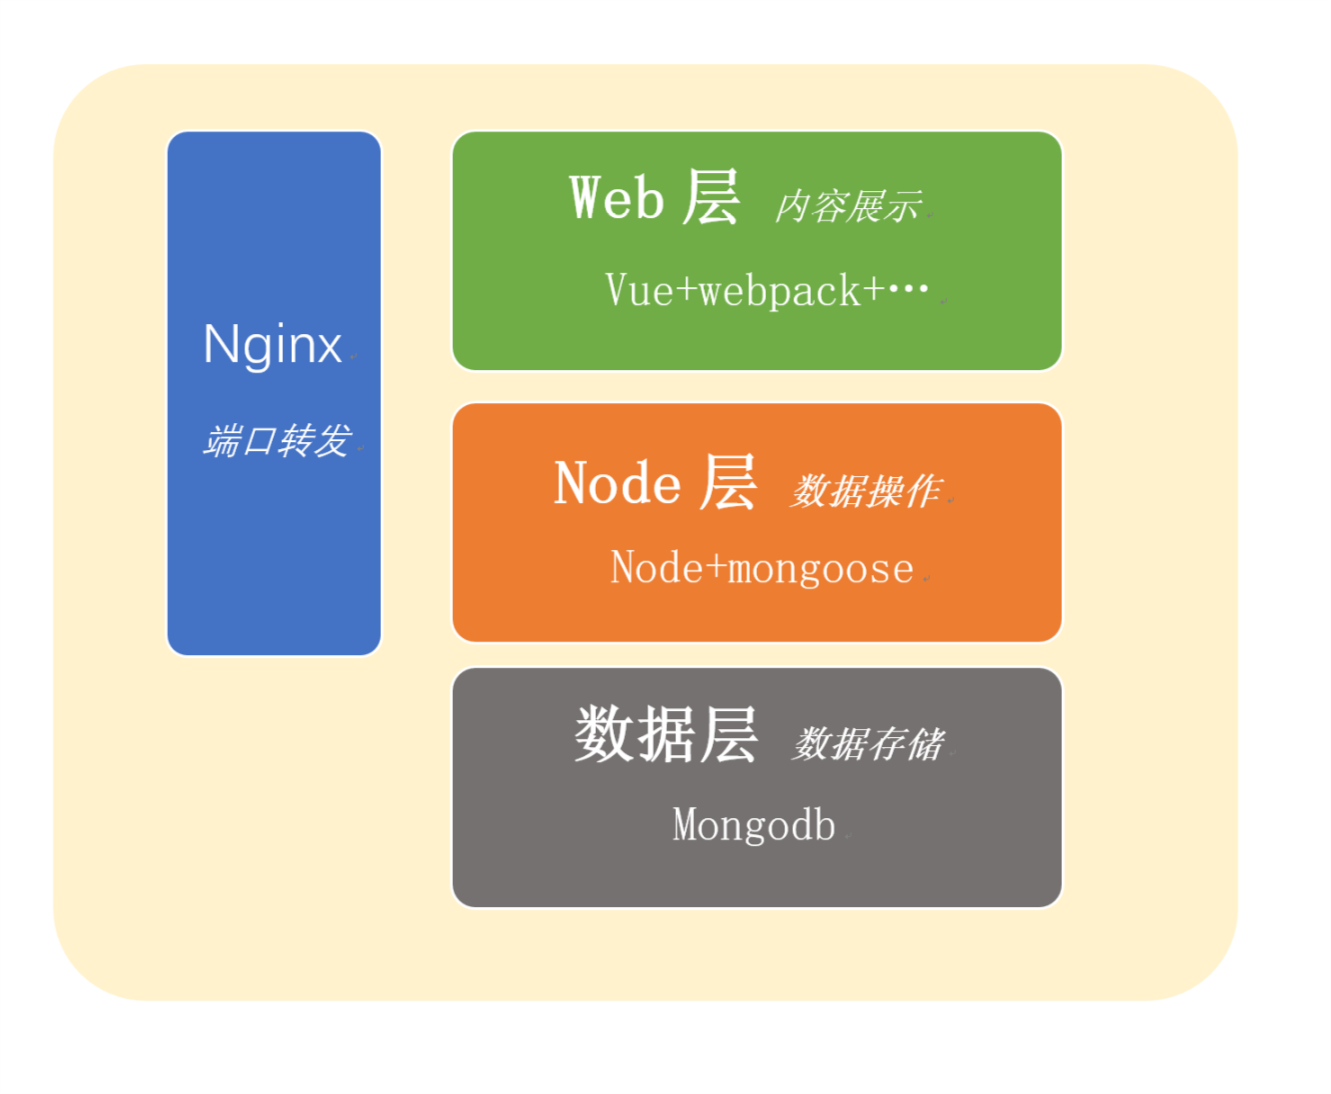 Nginx
端口转发
Web 层 内容展示
Vue+webpack+…
Node 层 数据操作
Node+mongoose
数据层 数据存储
Mongodb